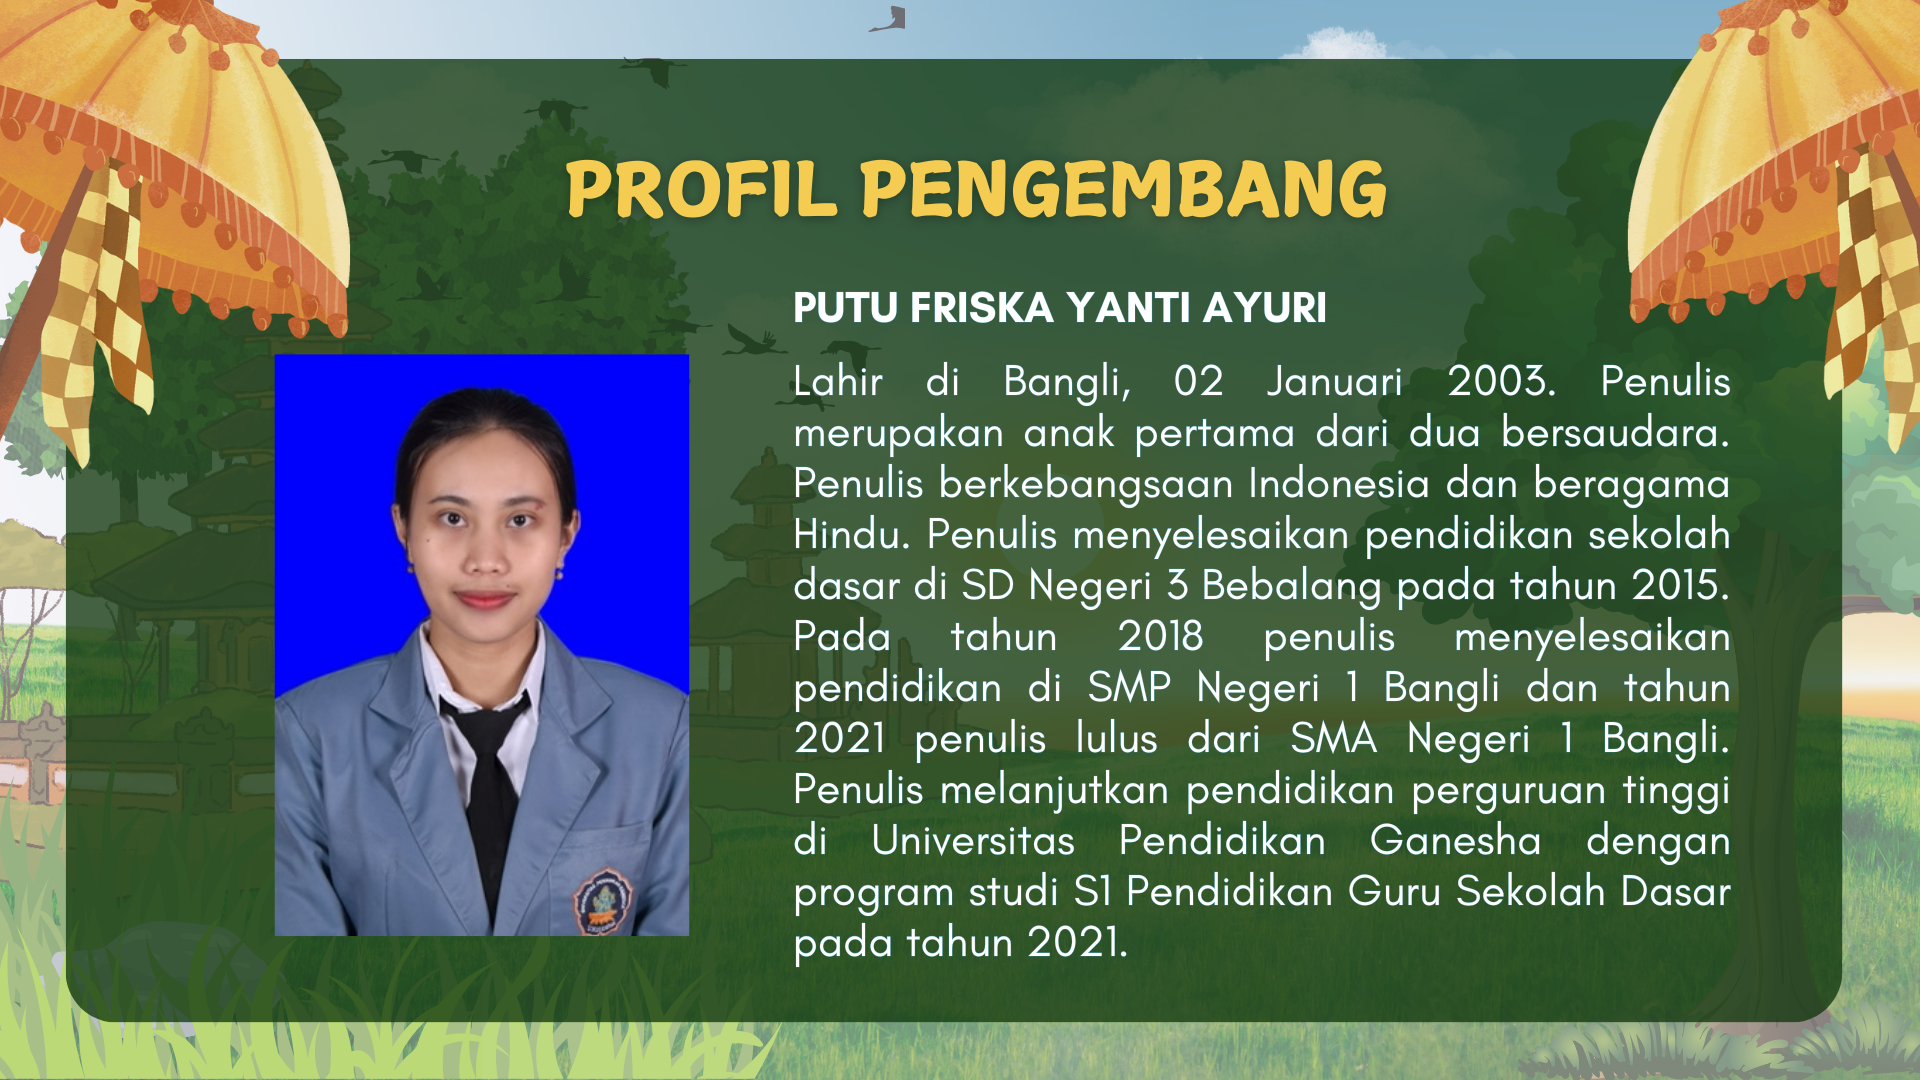 PROFIL PENGEMBANG
PUTU FRISKA YANTI AYURI
Lahir di Bangli, 02 Januari 2003. Penulis
merupakan anak pertama dari dua bersaudara.
Penulis berkebangsaan Indonesia dan beragama
Hindu. Penulis menyelesaikan pendidikan sekolah
dasar di SD Negeri 3 Bebalang pada tahun 2015.
Pada tahun 2018 penulis menyelesaikan
pendidikan di SMP Negeri 1 Bangli dan tahun
2021 penulis lulus dari SMA Negeri 1 Bangli.
Penulis melanjutkan pendidikan perguruan tinggi
di Universitas Pendidikan Ganesha dengan
program studi S1 Pendidikan Guru Sekolah Dasar
pada tahun 2021.